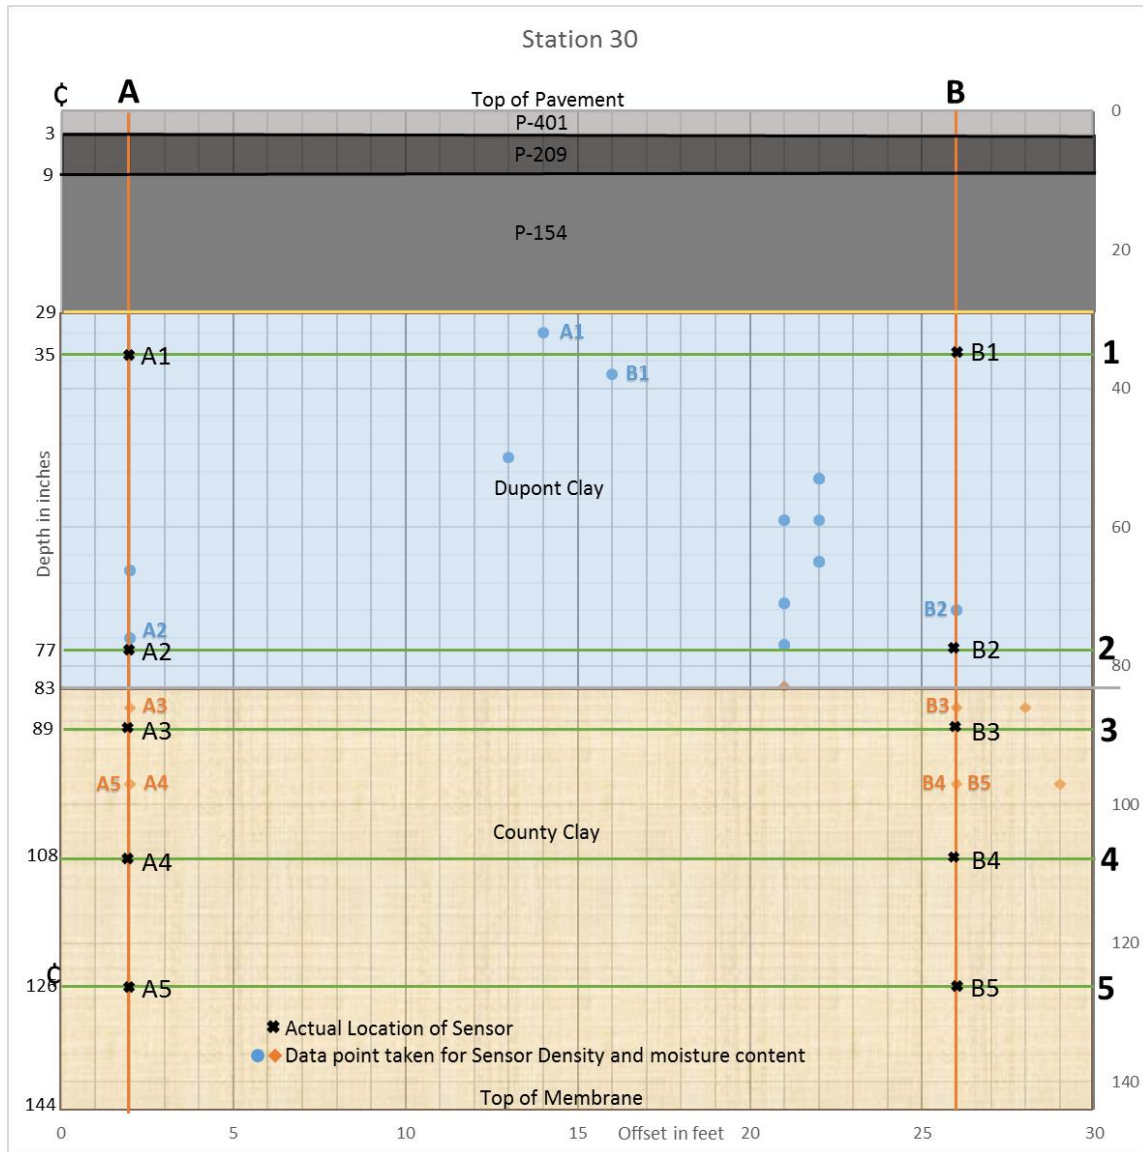 Station 30
₵ A B
Top of Pavement
0
P-401
3
P-209
9
P-154
20
29
A1
35 A1 B1 1
B1
40
Depth in inches
Dupont Clay
60
B2
A2
77 A2 B2 2
80
83
A3 B3
89 A3 B3 3
A5 A4 B4 B5
100
County Clay
108 A4 B4 4
120
₵
126 A5 B5 5
Actual Location of Sensor
Data point taken for Sensor Density and moisture content
140
Top of Membrane
144
0 5 10 15 Offset in feet 20 25 30